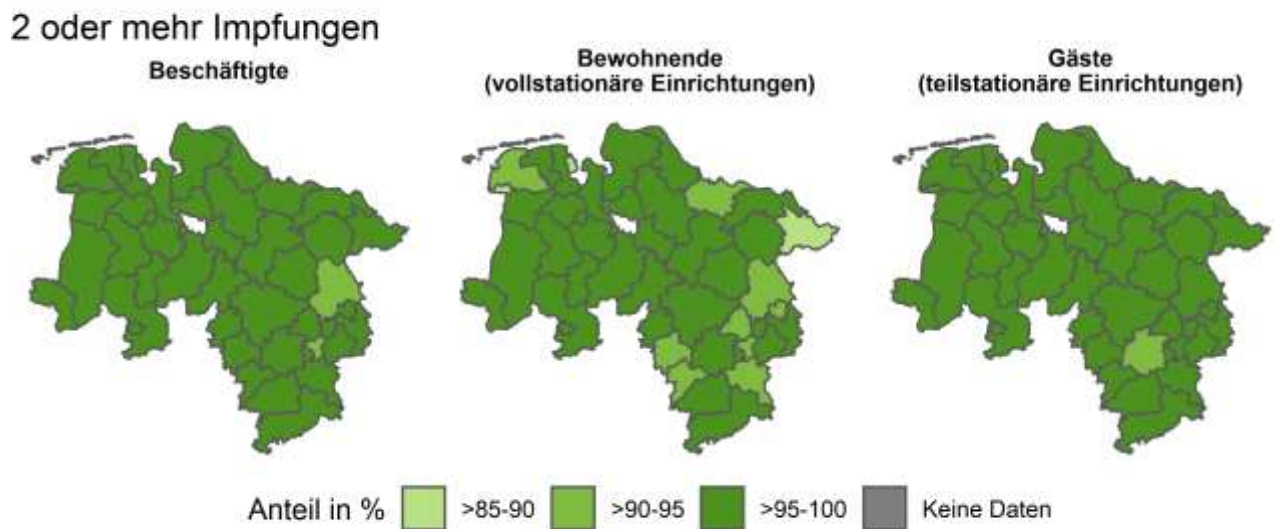 2 oder mehr Impfungen
Beschäftigte
Bewohnende
(vollstationäre Einrichtungen)
Gäste
(teilstationäre Einrichtungen)
Anteil in % >85-90 >90-95 >95-100 Keine Daten